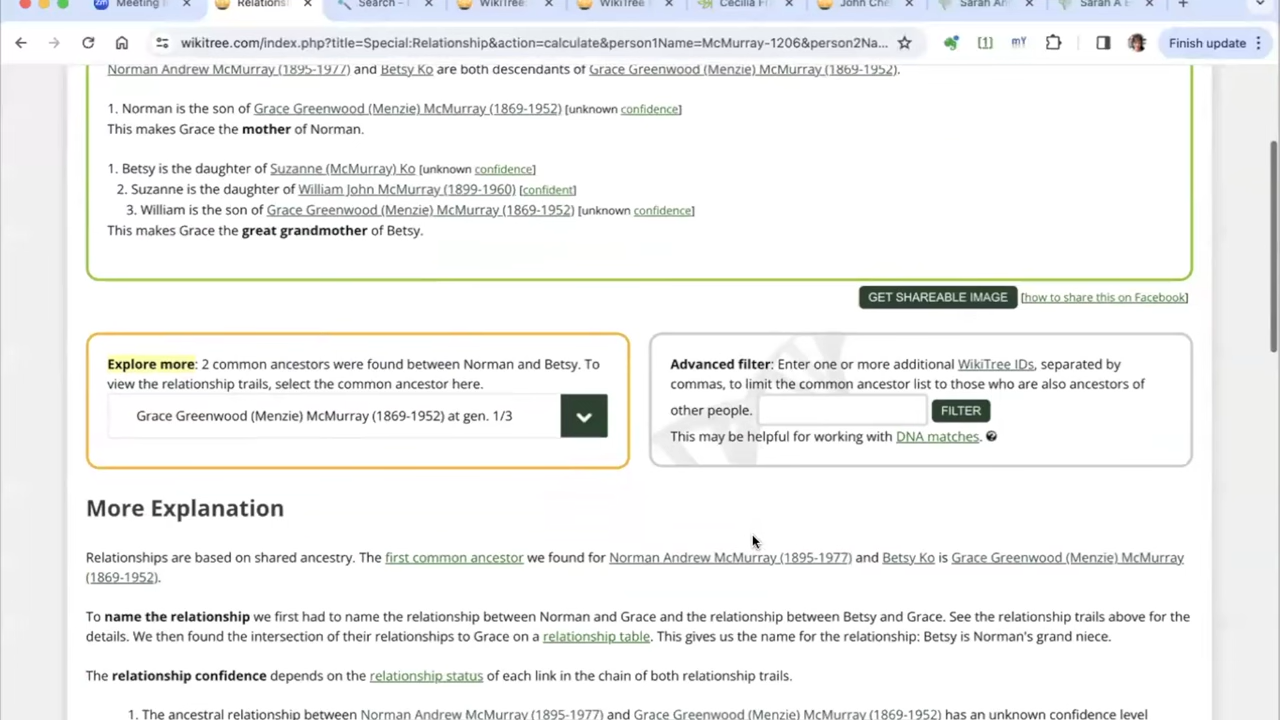 Meeting
Relations
Search -
WikiTree
WikiTree
Cecilia F
John Che
Sarah An
Sarah A E
wikitree.com/index.php?title=Special:Relationship&action=calculate&person1Name=McMurray-1206&person2Na...
[1]
mY
Finish update
Norman Andrew McMurray (1895-1977) and Betsy Ko are both descendants of Grace Greenwood (Menzie) McMurray (1869-1952).
1. Norman is the son of Grace Greenwood (Menzie) McMurray (1869-1952) [unknown confidence]
This makes Grace the mother of Norman.
1. Betsy is the daughter of Suzanne (McMurray) Ko [unknown confidence]
2. Suzanne is the daughter of William John McMurray (1899-1960) [confident]
3. William is the son of Grace Greenwood (Menzie) McMurray (1869-1952) [unknown confidence]
This makes Grace the great grandmother of Betsy.
GET SHAREABLE IMAGE [how to share this on Facebook]
Explore more: 2 common ancestors were found between Norman and Betsy. To
view the relationship trails, select the common ancestor here.
Grace Greenwood (Menzie) McMurray (1869-1952) at gen. 1/3
Advanced filter: Enter one or more additional WikiTree IDs, separated by
commas, to limit the common ancestor list to those who are also ancestors of
other people. FILTER
This may be helpful for working with DNA matches. ?
More Explanation
Relationships are based on shared ancestry. The first common ancestor we found for Norman Andrew McMurray (1895-1977) and Betsy Ko is Grace Greenwood (Menzie) McMurray
(1869-1952).
To name the relationship we first had to name the relationship between Norman and Grace and the relationship between Betsy and Grace. See the relationship trails above for the
details. We then found the intersection of their relationships to Grace on a relationship table. This gives us the name for the relationship: Betsy is Norman's grand niece.
The relationship confidence depends on the relationship status of each link in the chain of both relationship trails.
1. The ancestral relationship between Norman Andrew McMurray (1895-1977) and Grace Greenwood (Menzie) McMurray (1869-1952) has an unknown confidence level